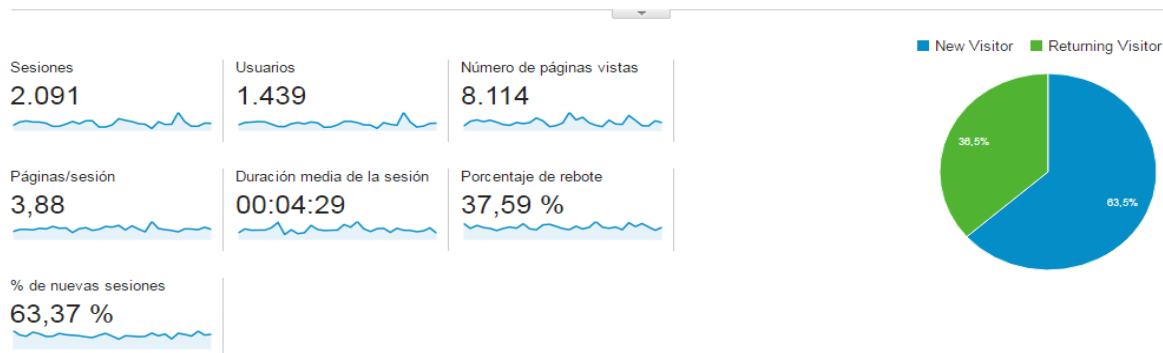 New Visitor Returning Visitor
Sesiones
2.091
Usuarios
1.439
Número de páginas vistas
8.114
Páginas/sesión
3,88
Duración media de la sesión
00:04:29
Porcentaje de rebote
37,59 %
% de nuevas sesiones
63,37 %
36,5%
63,5%